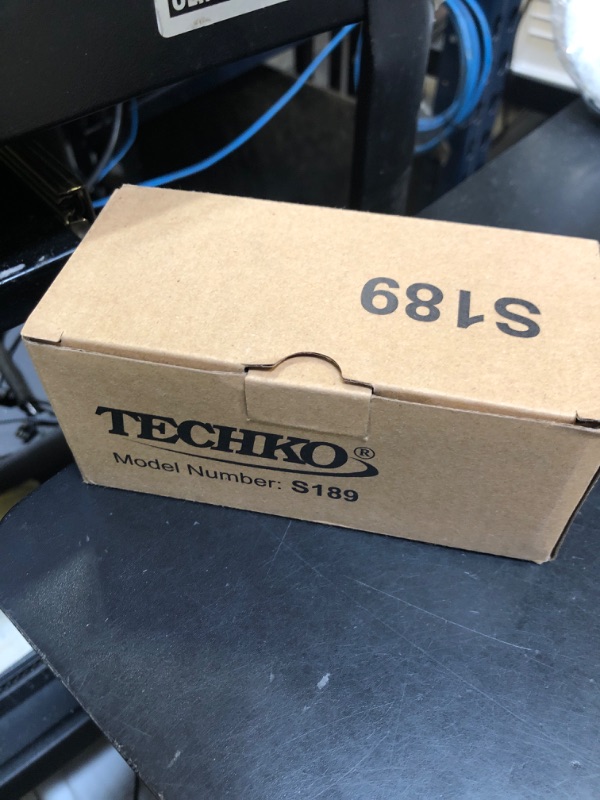 S189
TECHKO®
Model Number: S189